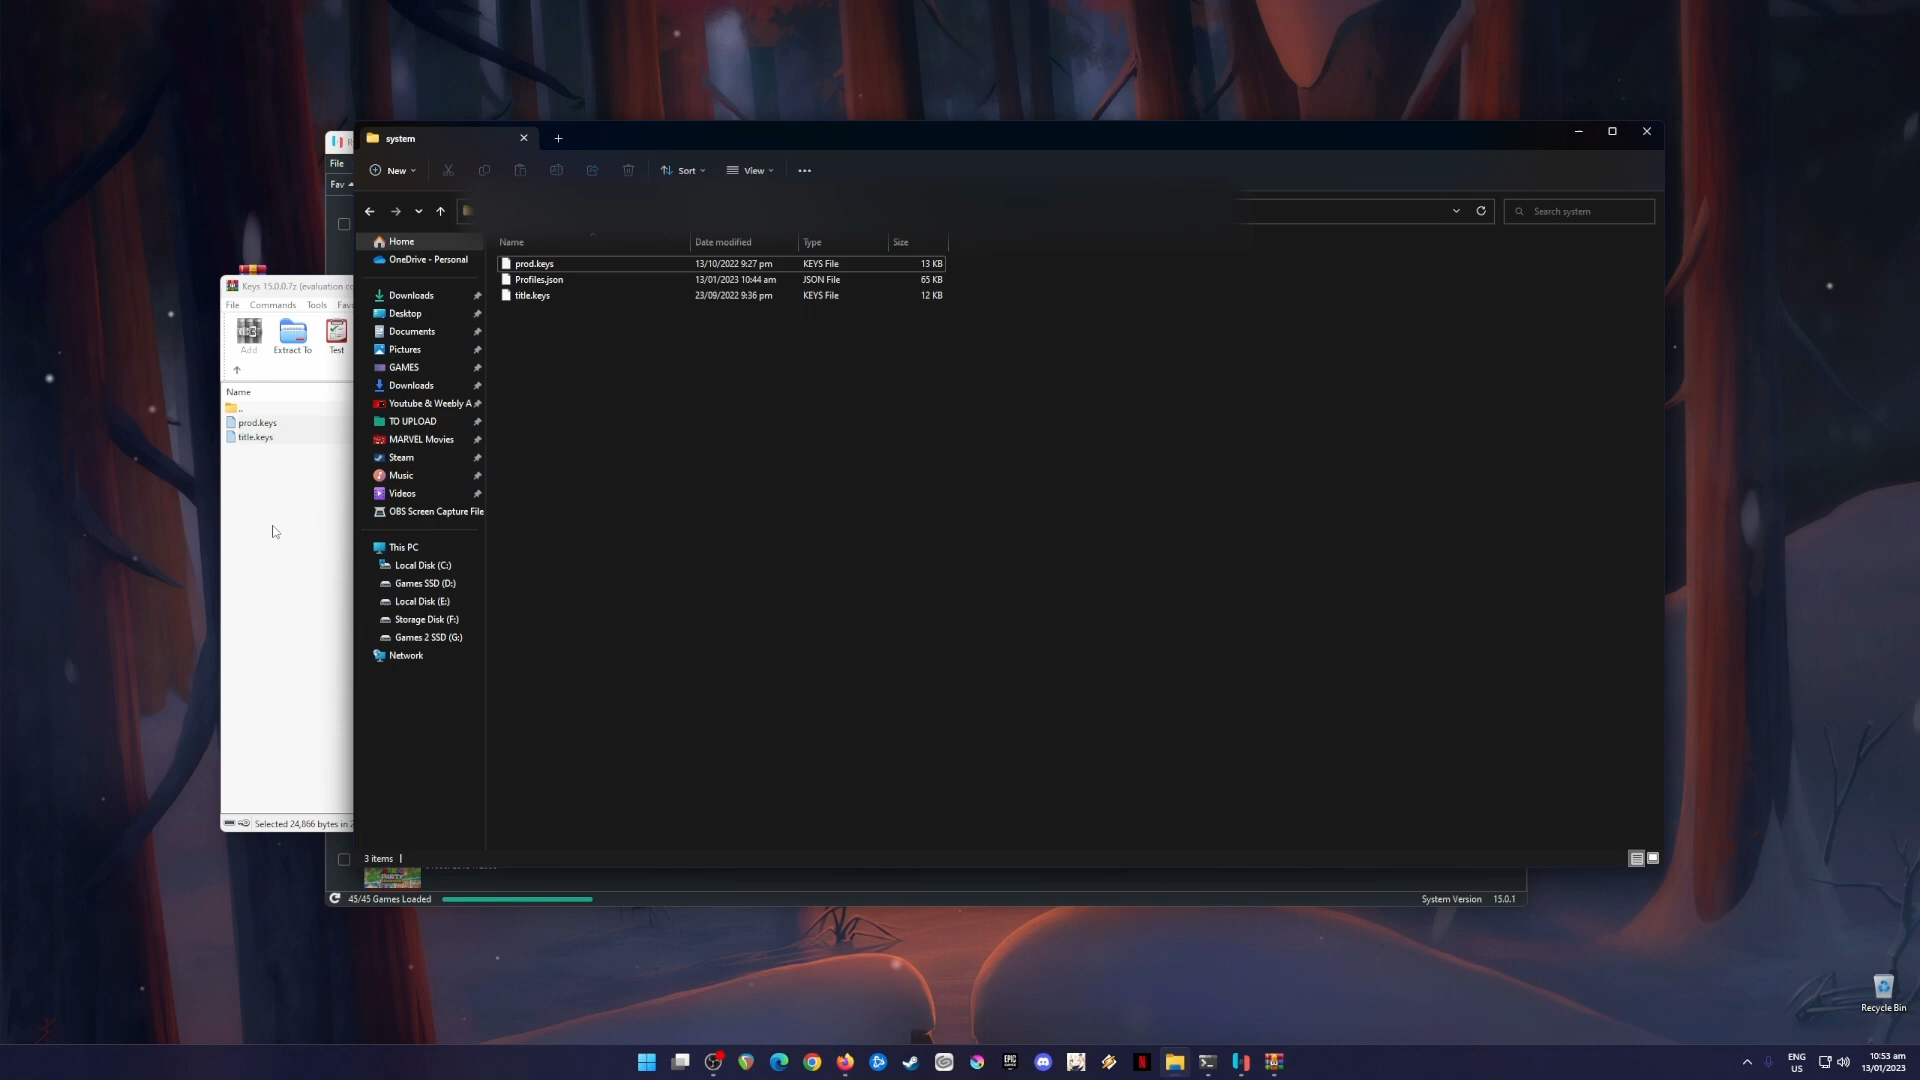 system
New
Sort
View
Search system
R
File
Fav
Home
OneDrive - Personal
Downloads
Desktop
Documents
Pictures
GAMES
Downloads
Youtube & Weebly A
TO UPLOAD
MARVEL Movies
Steam
Music
Videos
OBS Screen Capture File
This PC
Local Disk (C:)
Games SSD (D:)
Local Disk (E:)
Storage Disk (F:)
Games 2 SSD (G:)
Network
Name Date modified Type Size
prod.keys 13/10/2022 9:27 pm KEYS File 13 KB
Profiles.json 13/01/2023 10:44 am JSON File 65 KB
title.keys 23/09/2022 9:36 pm KEYS File 12 KB
3 items
Keys 15.0.0.7z (evaluation co
File Commands Tools Favo
Add Extract To Test
Name
..
prod.keys
title.keys
Selected 24,866 bytes in 2
PARTY
45/45 Games Loaded
System Version 15.0.1
Recycle Bin
EPIC
GAMES
N
ENG
US
10:53 am
13/01/2023